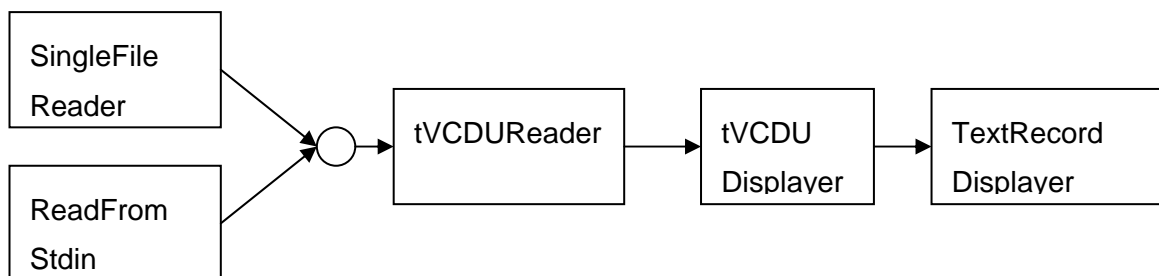 SingleFile
Reader
tVCDUReader
tVCDU
Displayer
TextRecord
Displayer
ReadFrom
Stdin